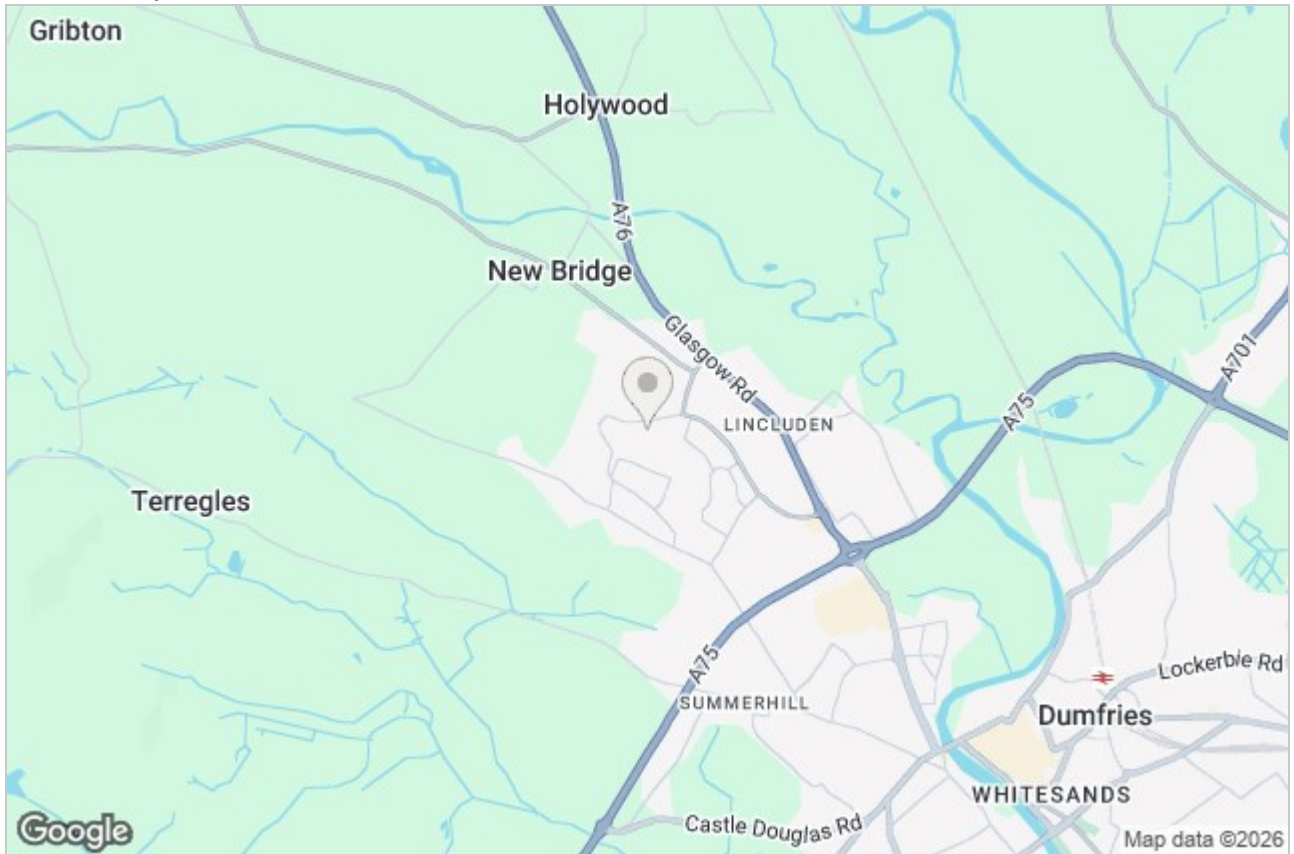 Gribton
Holywood
A76
New Bridge
Glasgow Rd
A701
A75
LINCLUDEN
Terregles
A75
SUMMERHILL
Lockerbie Rd
Dumfries
WHITESANDS
Castle Douglas Rd
Google
Map data ©2026